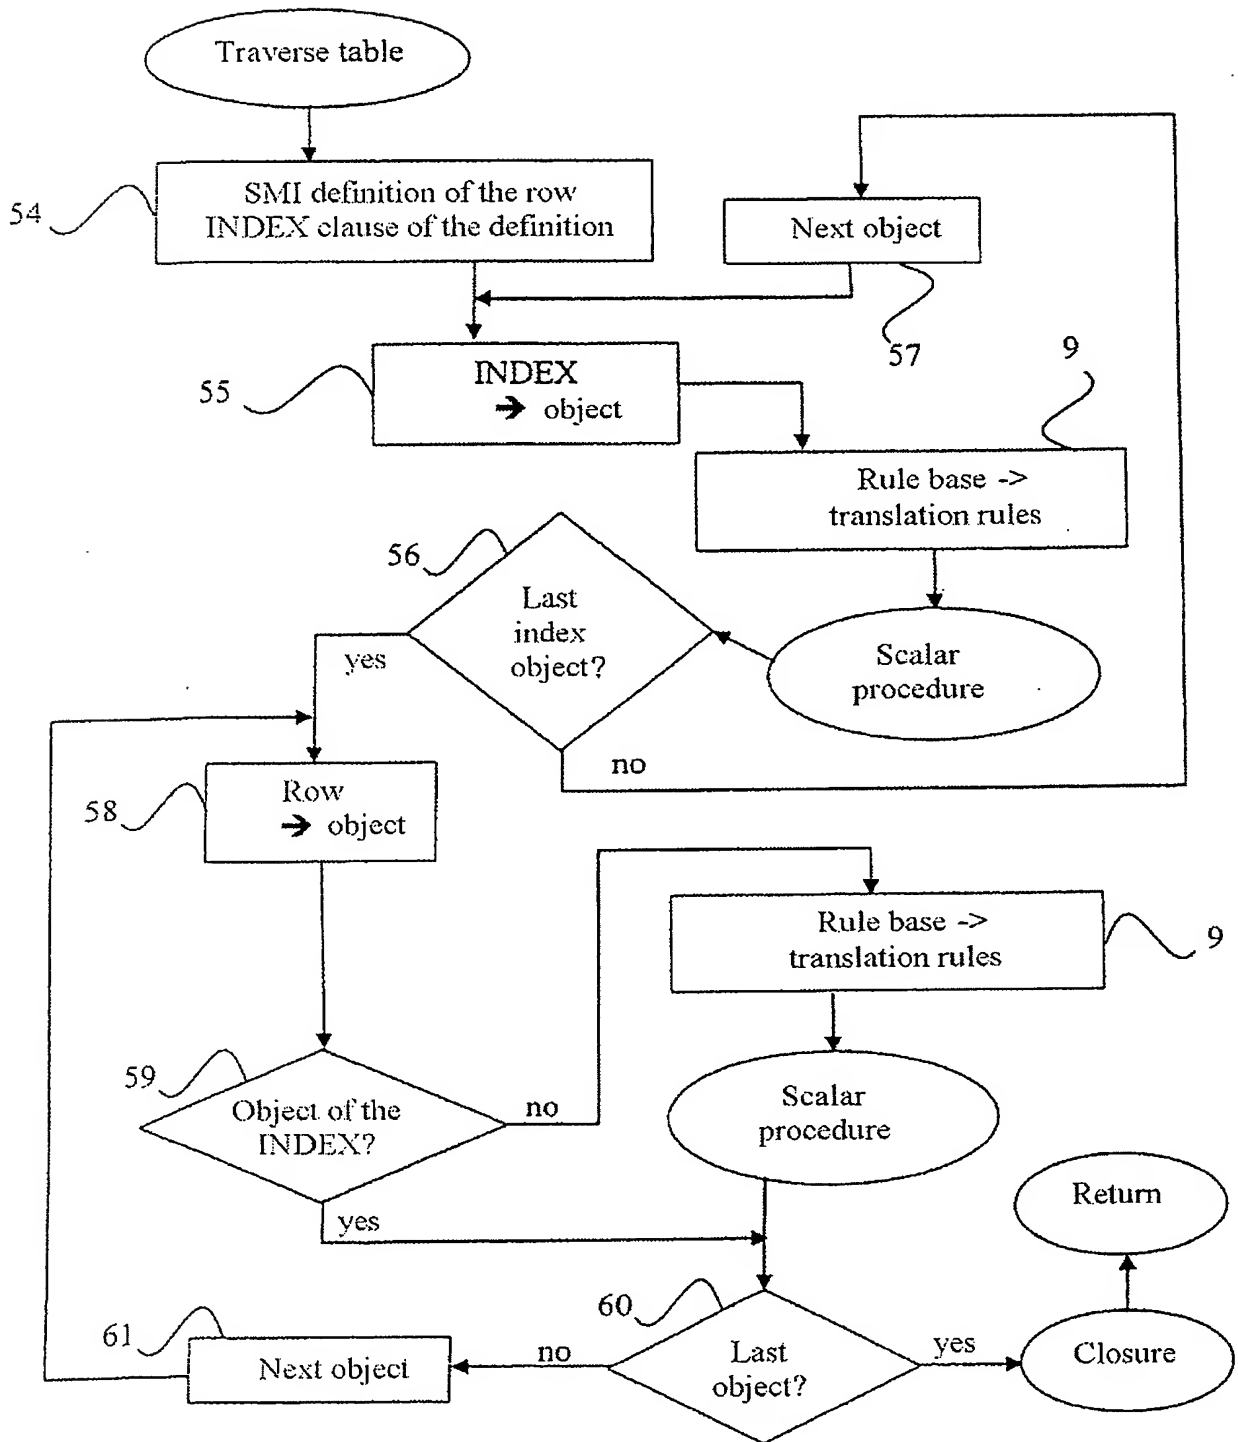 Traverse table
54
SMI definition of the row
INDEX clause of the definition
Next object
57
55
INDEX
➔ object
9
Rule base ->
translation rules
56
Last
index
object?
yes
no
Scalar
procedure
58
Row
➔ object
Rule base ->
translation rules
9
59
Object of the
INDEX?
no
yes
Scalar
procedure
Return
60
Last
object?
yes
no
Closure
61
Next object